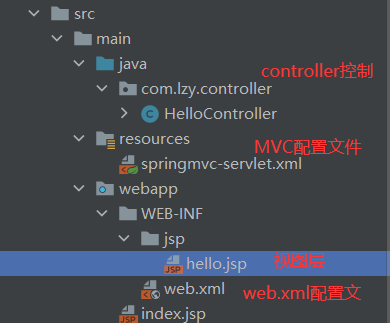 src
main
java
controller控制
com.lzy.controller
HelloController
resources
MVC配置文件
springmvc-servlet.xml
webapp
WEB-INF
jsp
hello.jsp
视图层
web.xml
web.xml配置文
index.jsp